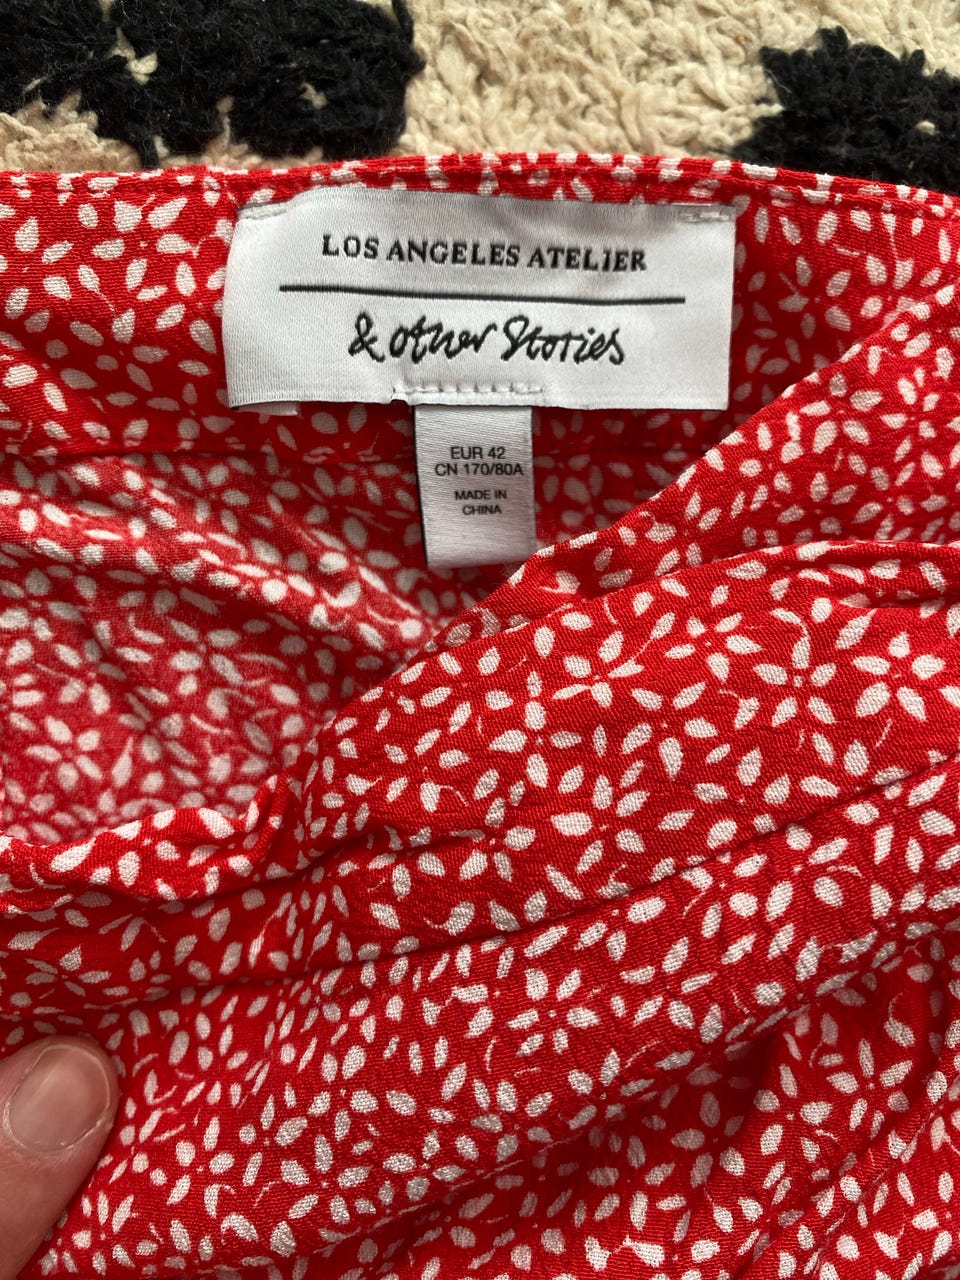 LOS ANGELES ATELIER
& other Stories
EUR 42
CN 170/80A
MADE IN
CHINA